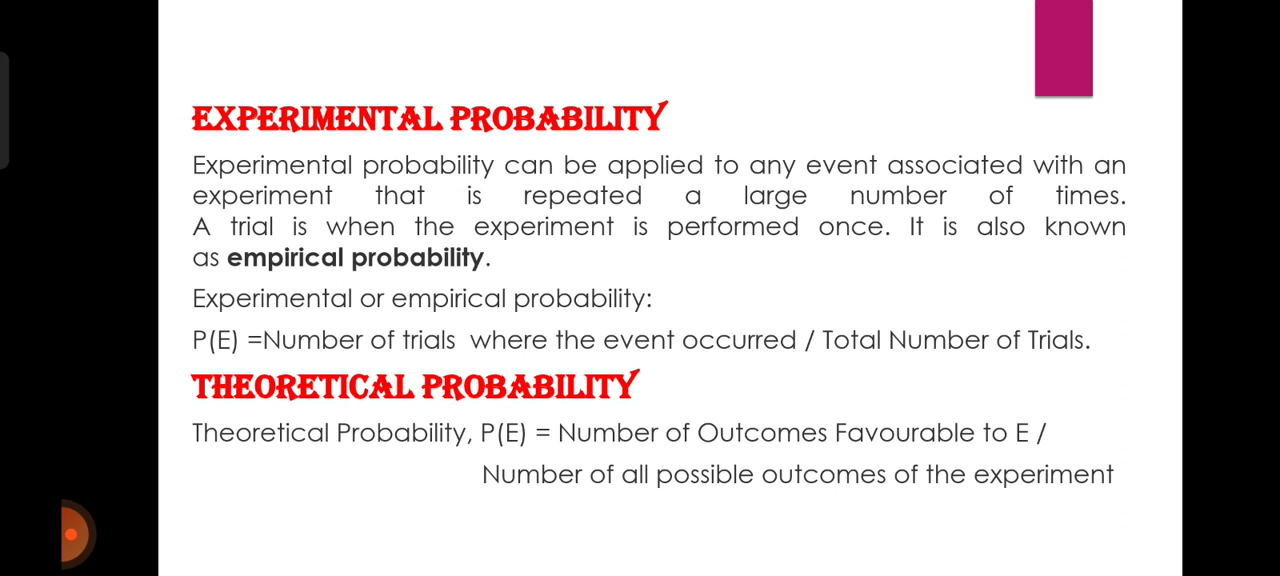 EXPERIMENTAL PROBABILITY
Experimental probability can be applied to any event associated with an
experiment that is repeated a large number of times.
A trial is when the experiment is performed once. It is also known
as empirical probability.
Experimental or empirical probability:
P(E) =Number of trials where the event occurred / Total Number of Trials.
THEORETICAL PROBABILITY
Theoretical Probability, P(E) = Number of Outcomes Favourable to E /
Number of all possible outcomes of the experiment